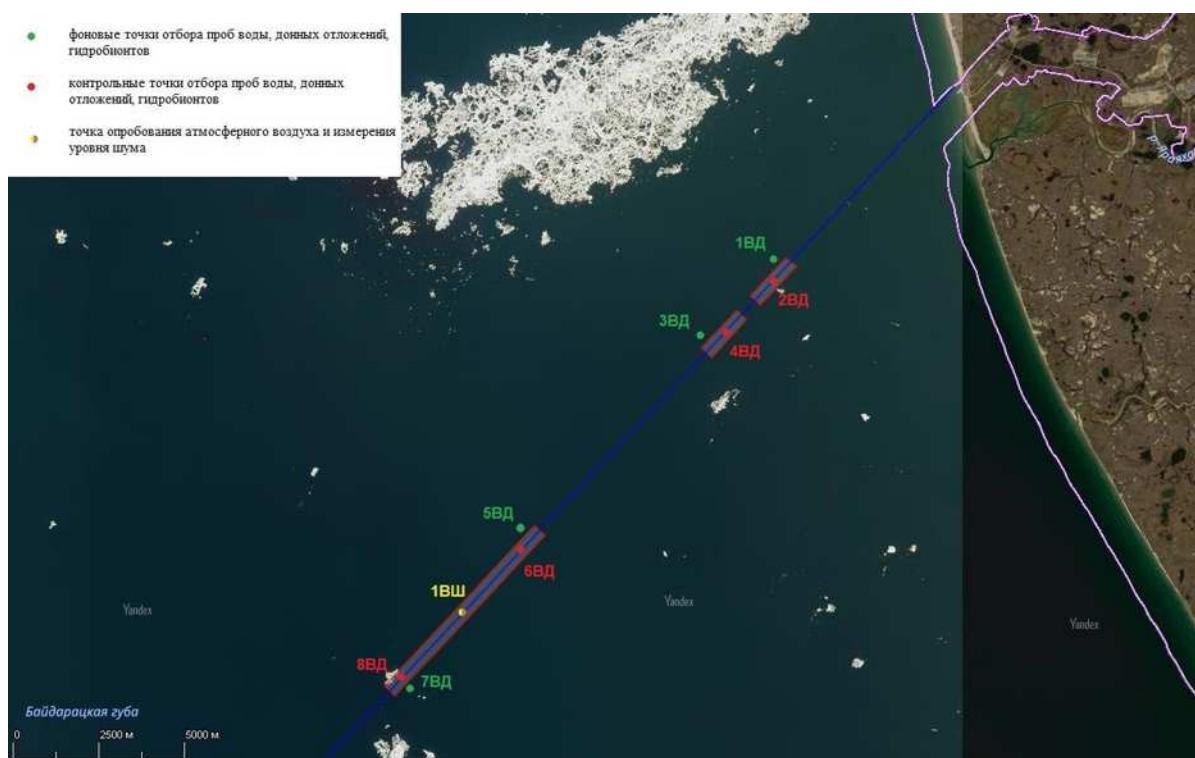 фоновые точки отбора проб воды, донных отложений,
гидробионтов
контрольные точки отбора проб воды, донных
отложений, гидробионтов
точка опробования атмосферного воздуха и измерения
уровня шума
1ВД
2ВД
3ВД
4ВД
5ВД
6ВД
1ВШ
8ВД
7ВД
Yandex
Yandex
Yandex
Байдарацкая губа
0 2500 м 5000 м